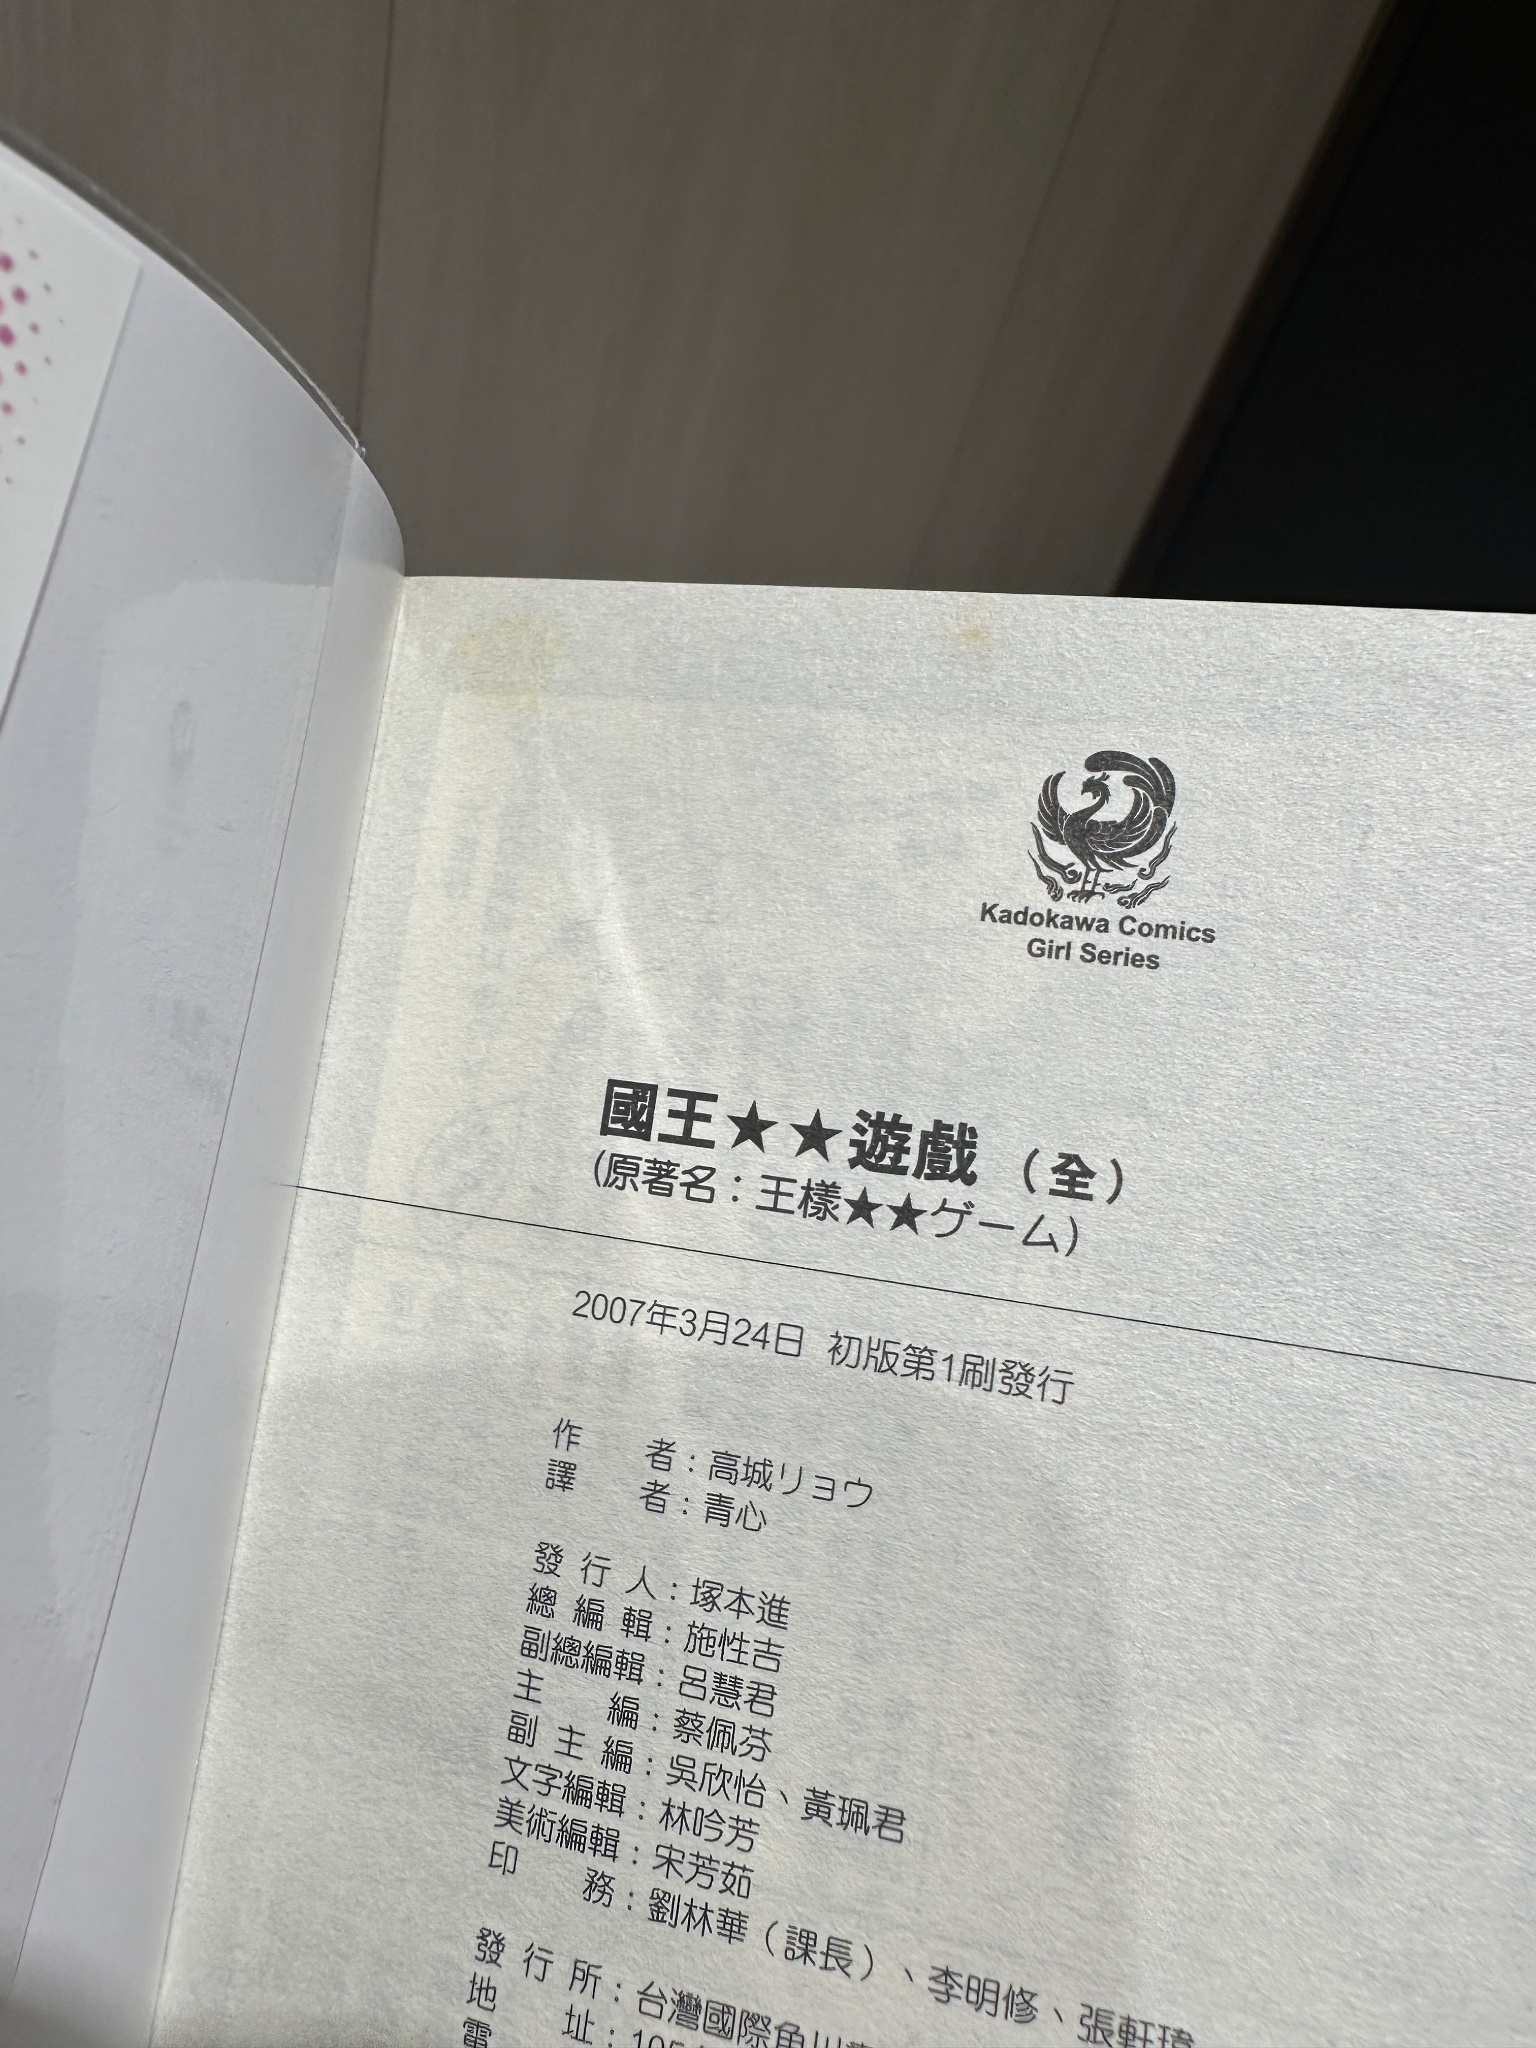 Kadokawa Comics
Girl Series
國王★★遊戲（全）
(原著名：王樣★★ゲーム)
2007年3月24日 初版第1刷發行
作　　者：高城リョウ
譯　　者：青心
發 行 人：塚本進
總 編 輯：施性吉
副總編輯：呂慧君
主　　編：蔡佩芬
副 主 編：吳欣怡、黃珮君
文字編輯：林吟芳
美術編輯：宋芳茹
印　　務：劉林華（課長）、李明修、張軒瑋
發 行 所：台灣國際角川
地　　址：105
電